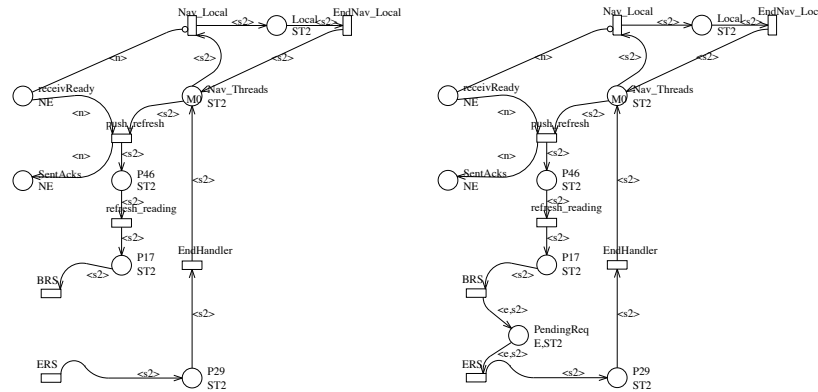 Nav_Local
<s2>
Local
ST2
<s2>
EndNav_Local
<n>
<s2>
<s2>
receivReady
NE
M0
Nav_Threads
ST2
<n>
<s2>
push_refresh
<n>
<s2>
SentAcks
NE
P46
ST2
<s2>
<s2>
refresh_reading
<s2>
P17
ST2
EndHandler
BRS
<s2>
<s2>
ERS
<s2>
P29
ST2
Nav_Local
<s2>
Local
ST2
<s2>
EndNav_Loc
<n>
<s2>
<s2>
receivReady
NE
M0
Nav_Threads
ST2
<n>
<s2>
push_refresh
<n>
<s2>
SentAcks
NE
P46
ST2
<s2>
<s2>
refresh_reading
<s2>
P17
ST2
EndHandler
BRS
<s2>
<e,s2>
<s2>
PendingReq
E,ST2
<e,s2>
ERS
<s2>
P29
ST2